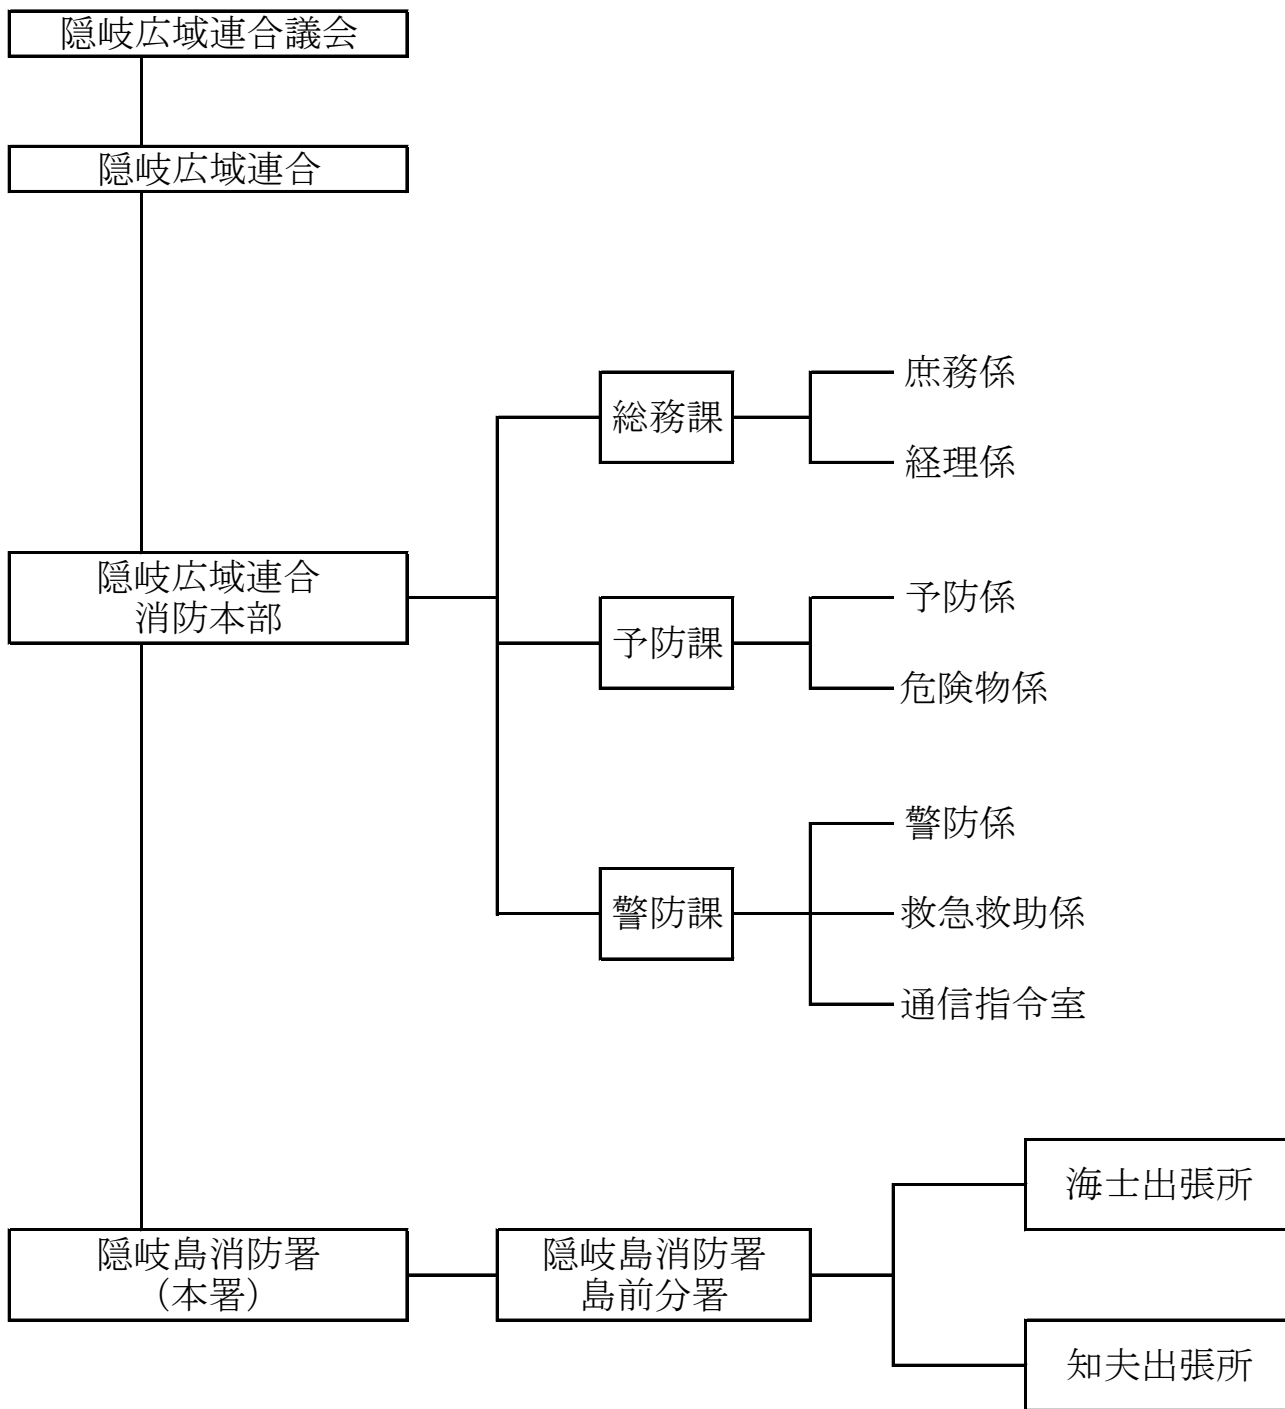 隠岐広域連合議会
隠岐広域連合
隠岐広域連合
消防本部
総務課
庶務係
経理係
予防課
予防係
危険物係
警防課
警防係
救急救助係
通信指令室
隠岐島消防署
（本署）
隠岐島消防署
島前分署
海士出張所
知夫出張所